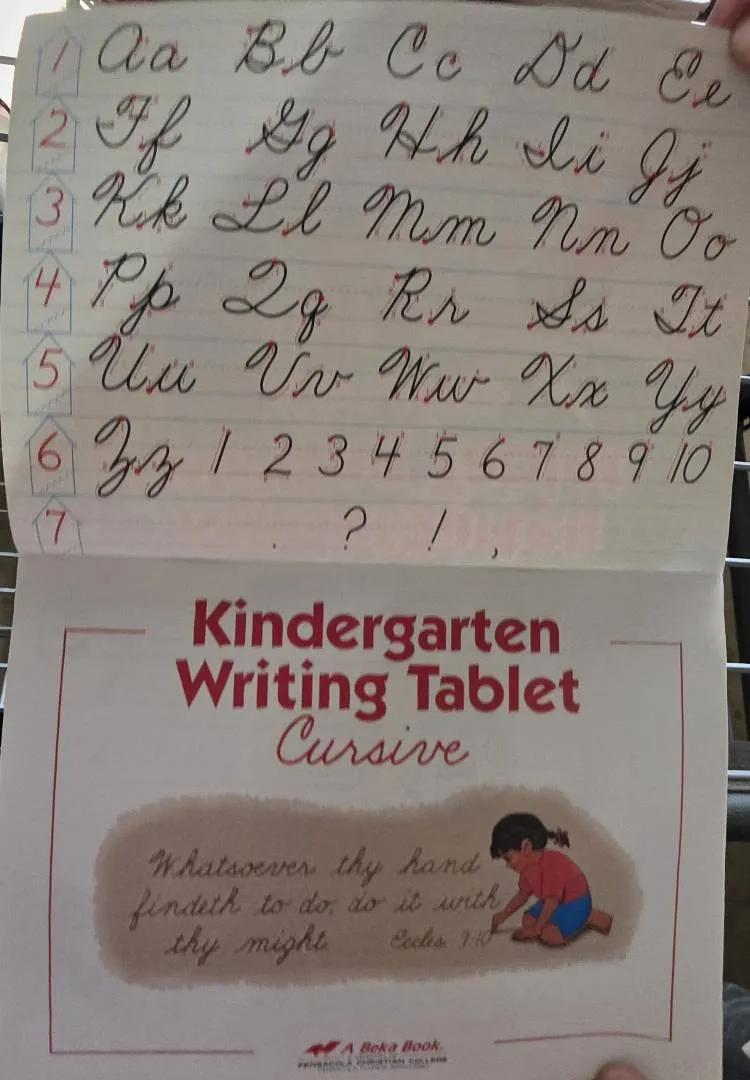 1 Aa Bb Cc Dd Ee
2 Ff Gg Hh Ii Jj
3 Kk Ll Mm Nn Oo
4 Pp Qq Rr Ss Tt
5 Uu Vv Ww Xx Yy
6 Zz 1 2 3 4 5 6 7 8 9 10
7 . ? ! ,
Kindergarten
Writing Tablet
Cursive
Whatsoever thy hand
findeth to do, do it with
thy might. Eccles. 9:10
A Beka Book.
PENSACOLA CHRISTIAN COLLEGE